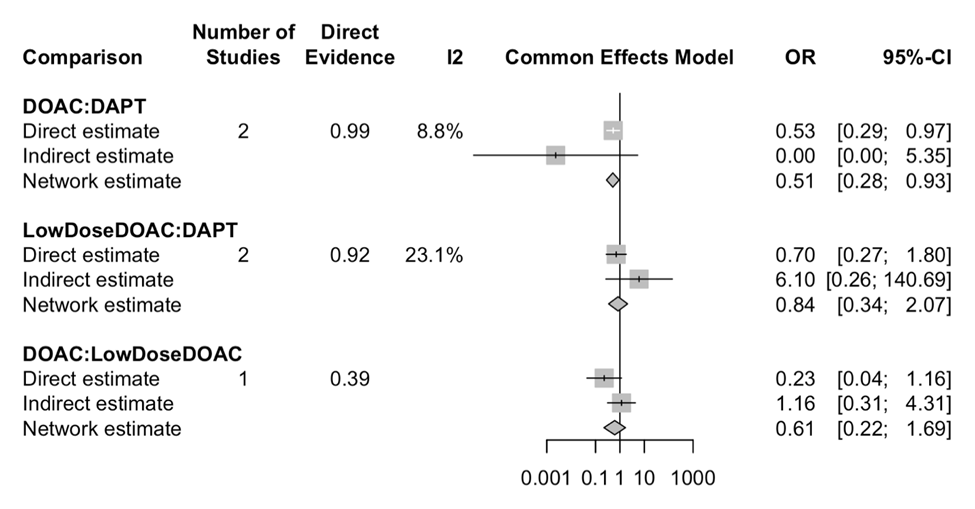 Number of Direct
Comparison Studies Evidence I2 Common Effects Model OR 95%-CI
DOAC:DAPT
Direct estimate 2 0.99 8.8% 0.53 [0.29; 0.97]
Indirect estimate 0.00 [0.00; 5.35]
Network estimate 0.51 [0.28; 0.93]
LowDoseDOAC:DAPT
Direct estimate 2 0.92 23.1% 0.70 [0.27; 1.80]
Indirect estimate 6.10 [0.26; 140.69]
Network estimate 0.84 [0.34; 2.07]
DOAC:LowDoseDOAC
Direct estimate 1 0.39 0.23 [0.04; 1.16]
Indirect estimate 1.16 [0.31; 4.31]
Network estimate 0.61 [0.22; 1.69]
0.001 0.1 1 10 1000